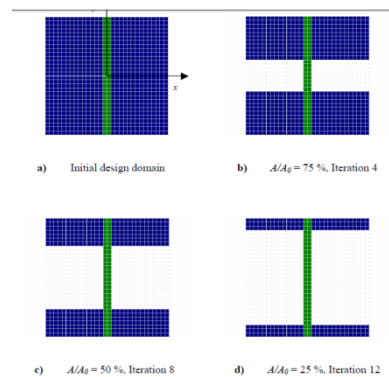 x
a) Initial design domain
b) A/A₀ = 75 %, Iteration 4
c) A/A₀ = 50 %, Iteration 8
d) A/A₀ = 25 %, Iteration 12